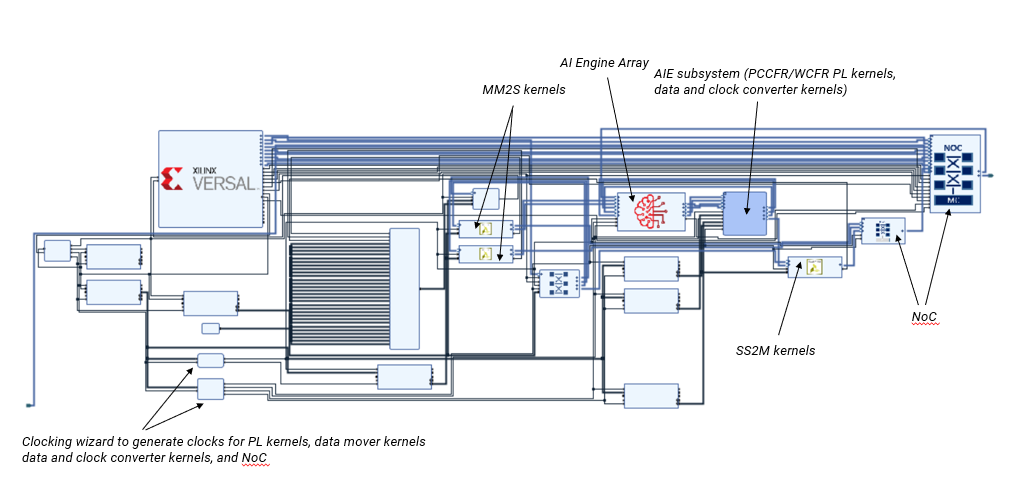 AI Engine Array
AIE subsystem (PCCFR/WCFR PL kernels,
data and clock converter kernels)
MM2S kernels
NOC
XILINX
VERSAL
NoC
SS2M kernels
Clocking wizard to generate clocks for PL kernels, data mover kernels
data and clock converter kernels, and NoC